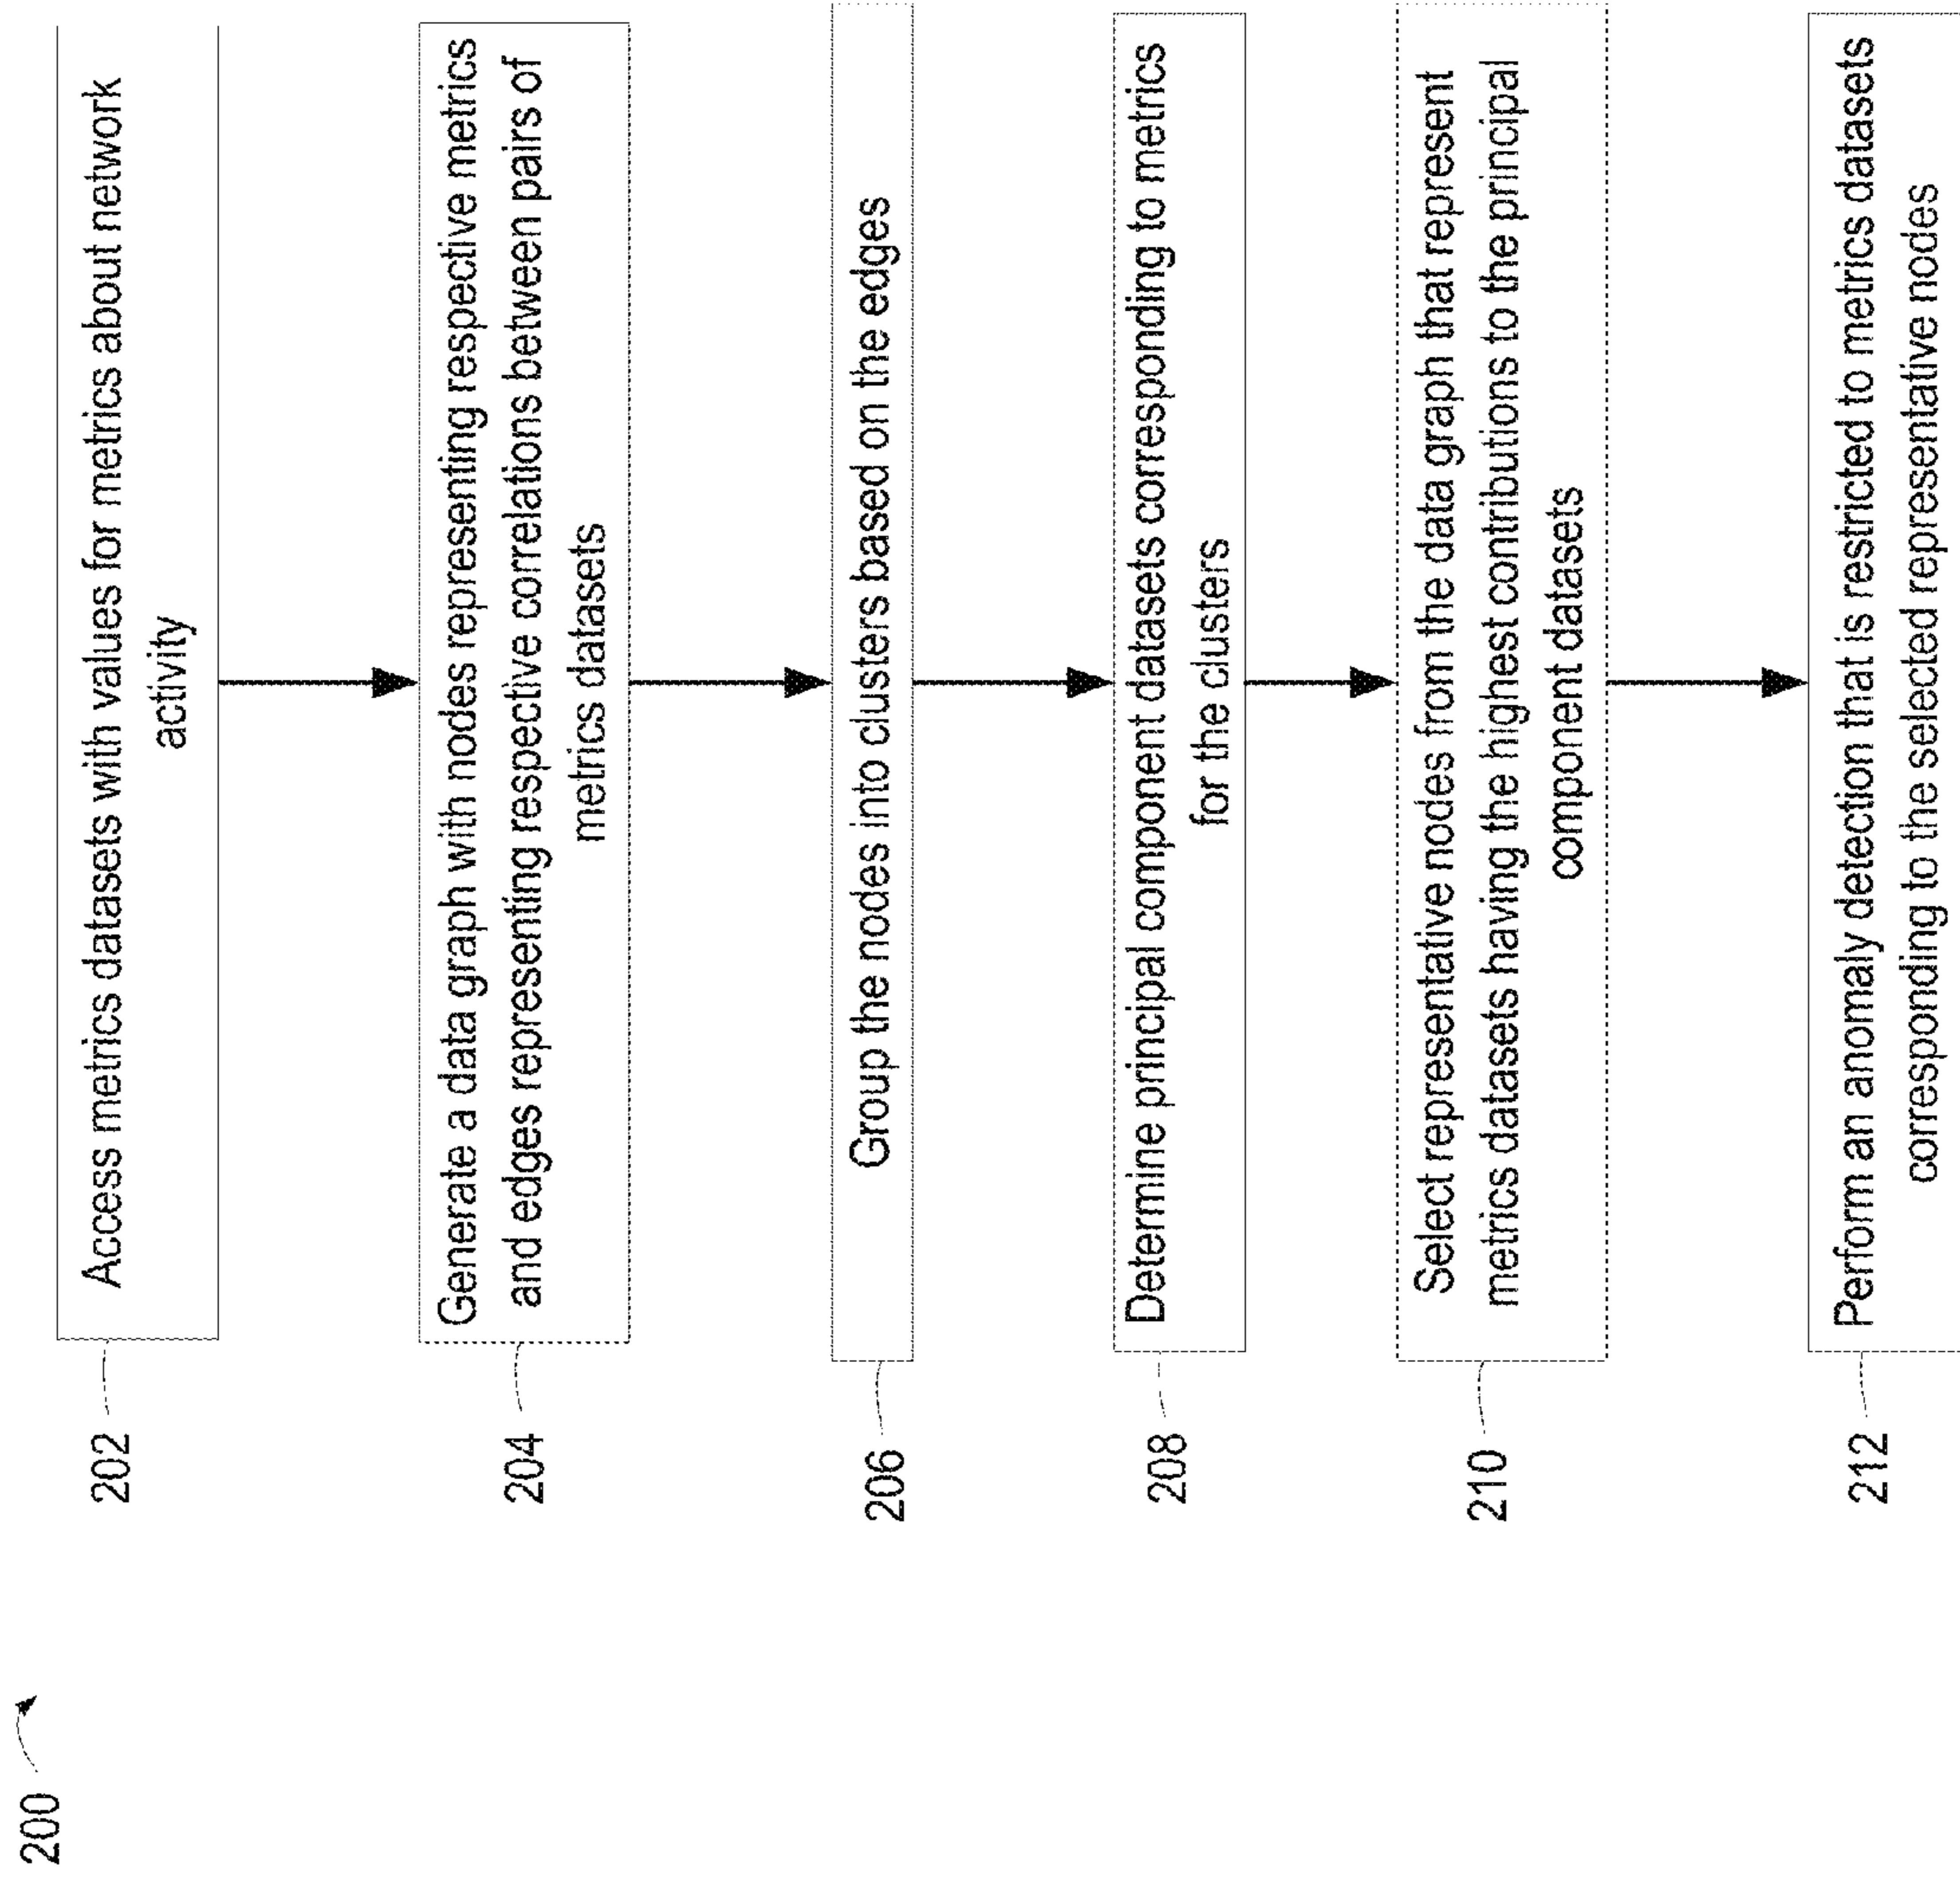 200
202
Access metrics datasets with values for metrics about network
activity
204
Generate a data graph with nodes representing respective metrics
and edges representing respective correlations between pairs of
metrics datasets
206
Group the nodes into clusters based on the edges
208
Determine principal component datasets corresponding to metrics
for the clusters
210
Select representative nodes from the data graph that represent
metrics datasets having the highest contributions to the principal
component datasets
212
Perform an anomaly detection that is restricted to metrics datasets
corresponding to the selected representative nodes